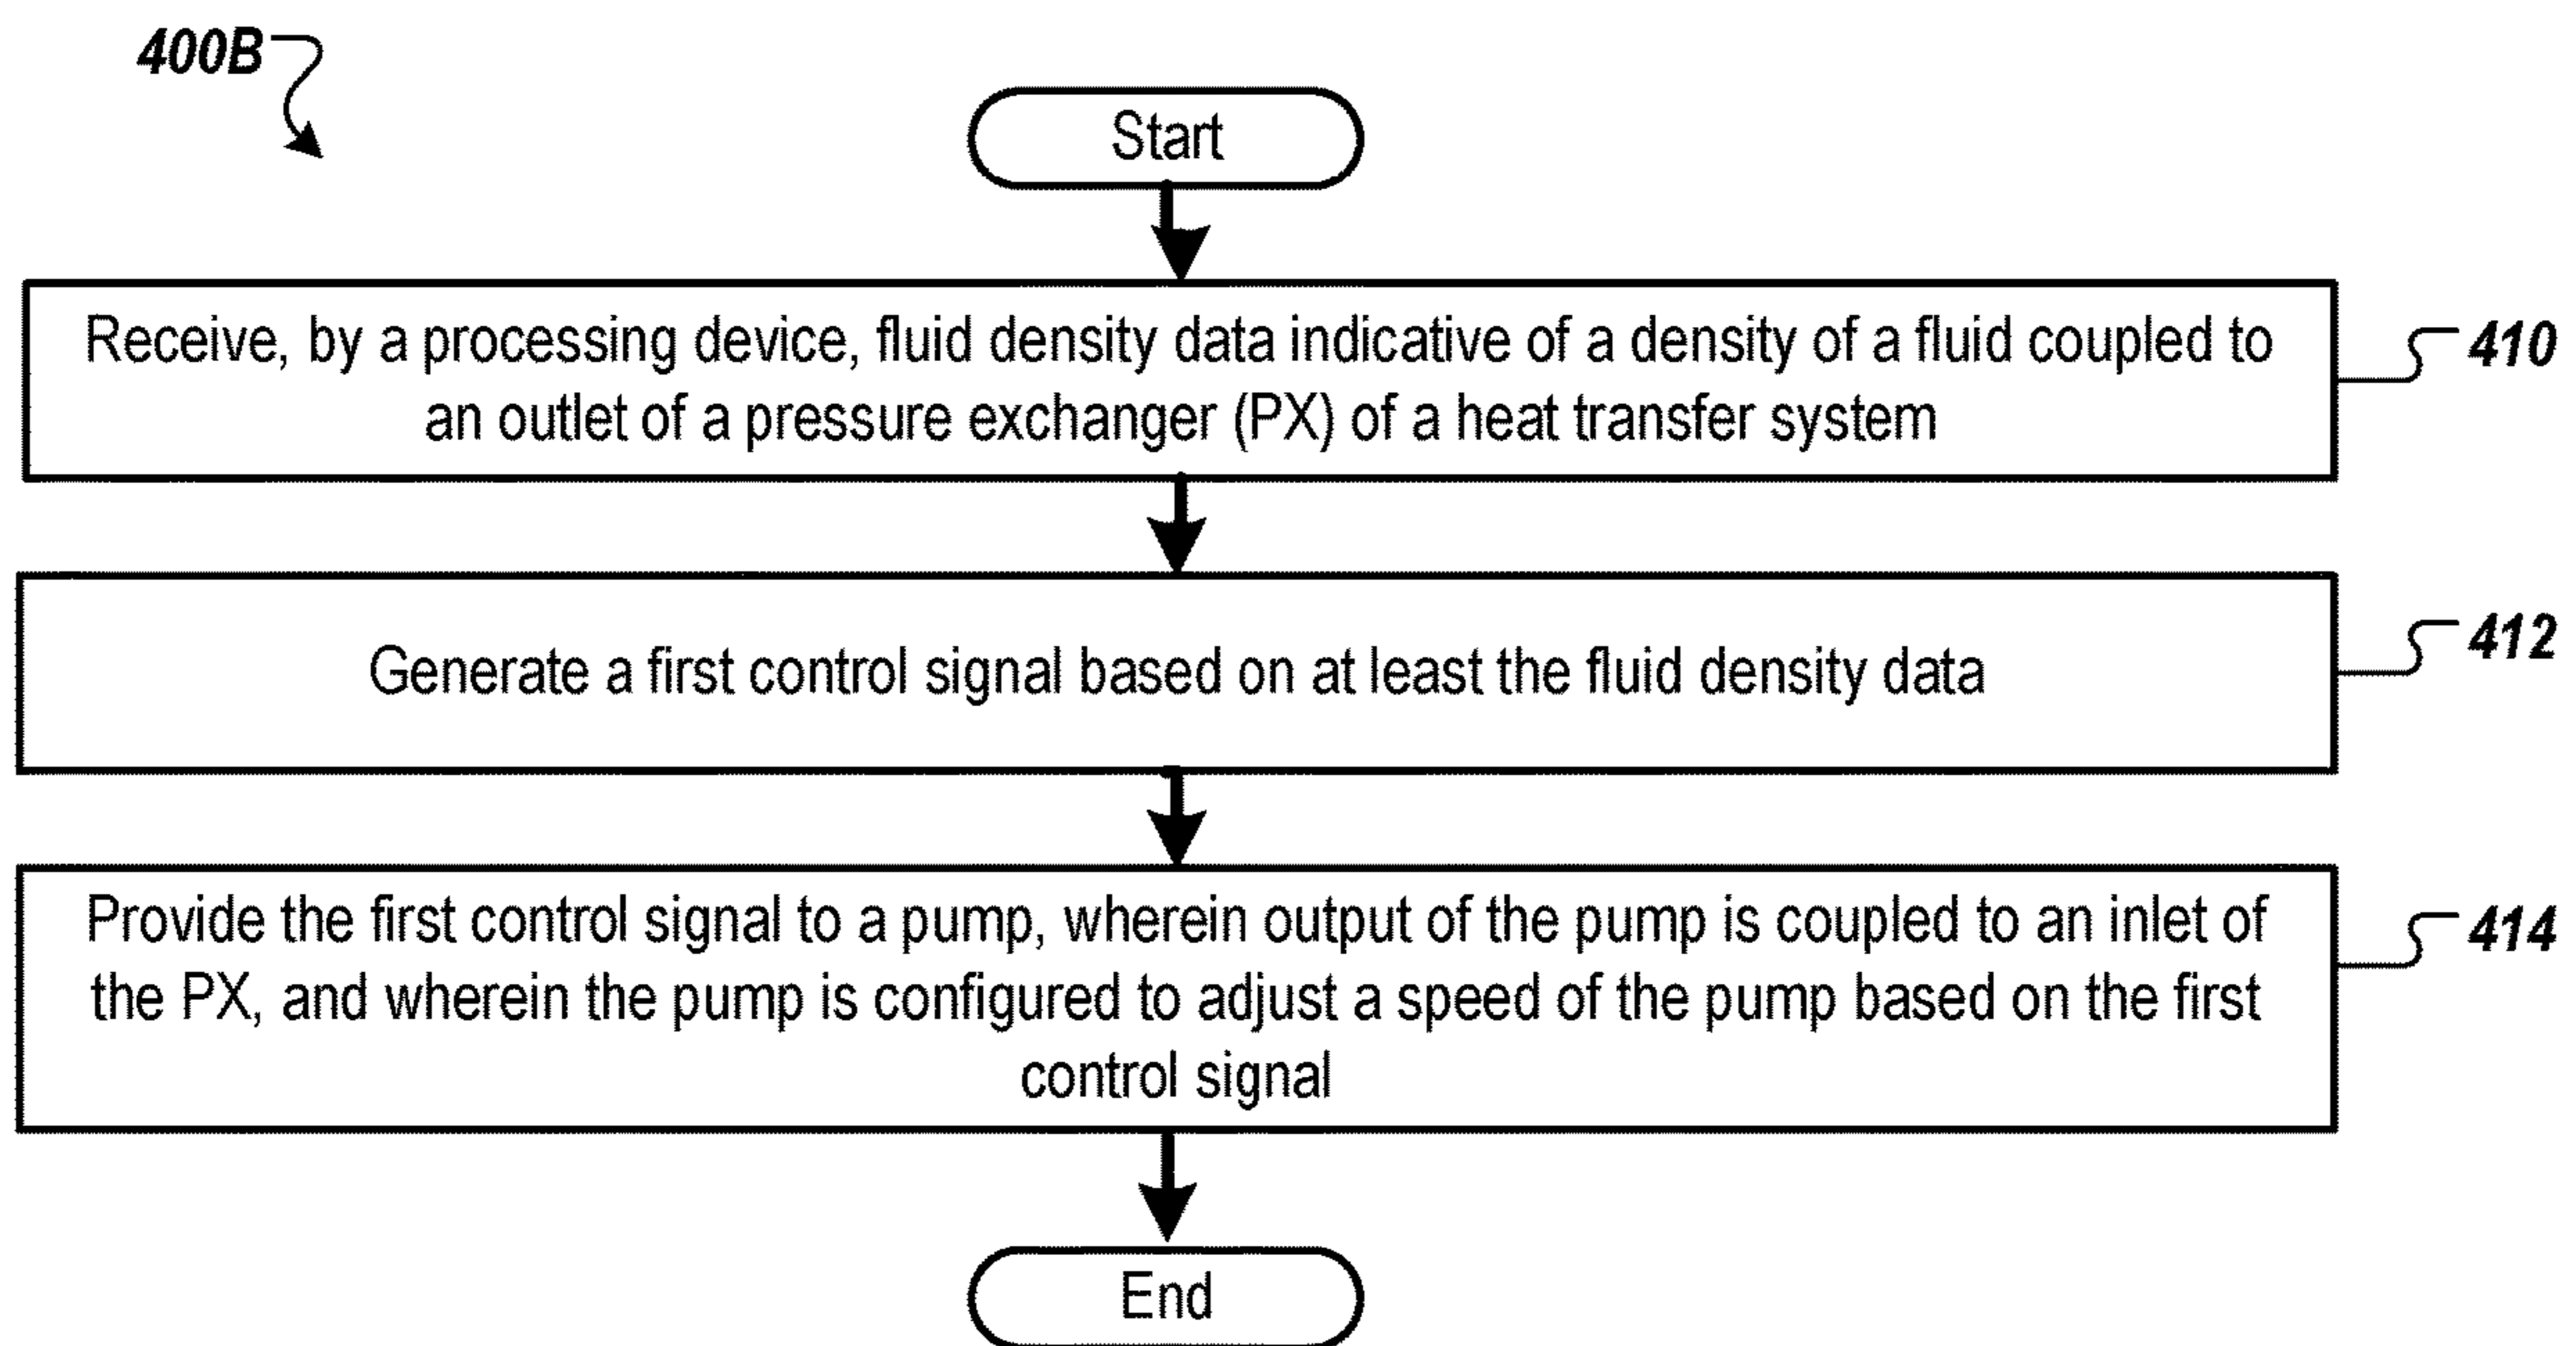 400B
Start
Receive, by a processing device, fluid density data indicative of a density of a fluid coupled to
an outlet of a pressure exchanger (PX) of a heat transfer system
410
Generate a first control signal based on at least the fluid density data
412
Provide the first control signal to a pump, wherein output of the pump is coupled to an inlet of
the PX, and wherein the pump is configured to adjust a speed of the pump based on the first
control signal
414
End